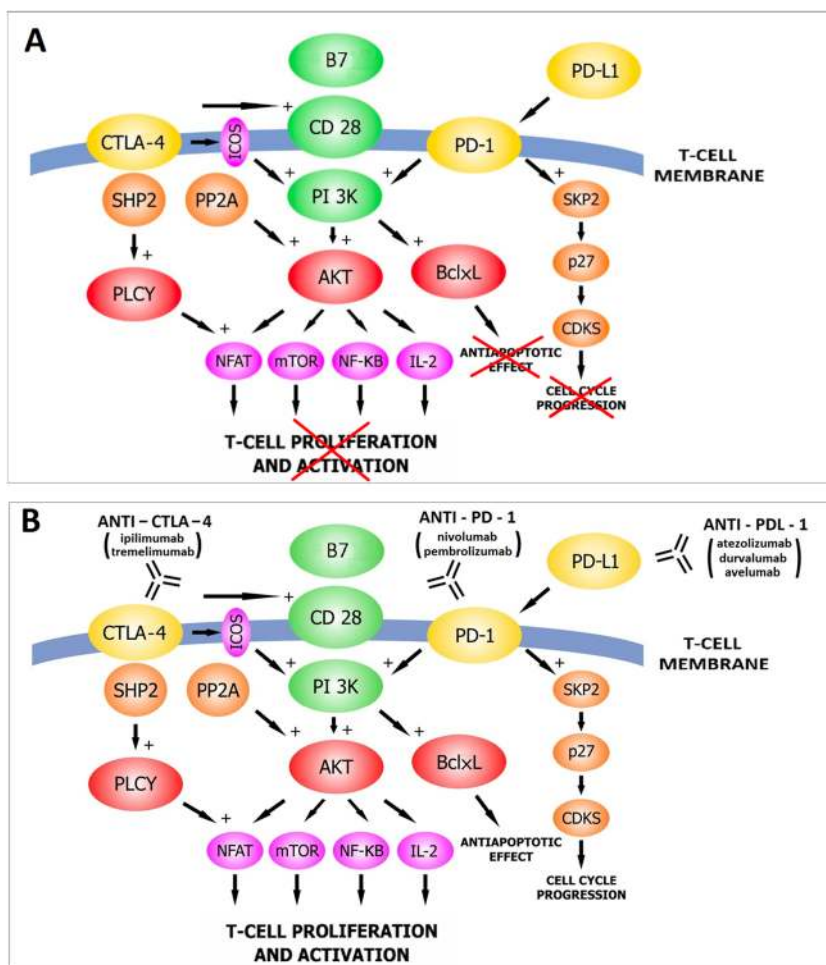 A
B7
PD-L1
+
CTLA-4
ICOS
CD 28
PD-1
T-CELL
MEMBRANE
+
+
+
SHP2
PP2A
PI 3K
SKP2
+
+
+
+
PLCY
AKT
BclxL
p27
+
CDKS
NFAT
mTOR
NF-KB
IL-2
ANTIAPOPTOTIC
EFFECT
CELL CYCLE
PROGRESSION
T-CELL PROLIFERATION
AND ACTIVATION
B
ANTI – CTLA – 4
(ipilimumab
tremelimumab)
ANTI - PD - 1
(nivolumab
pembrolizumab)
ANTI - PDL - 1
(atezolizumab
durvalumab
avelumab)
B7
PD-L1
+
CTLA-4
ICOS
CD 28
PD-1
T-CELL
MEMBRANE
+
+
+
SHP2
PP2A
PI 3K
SKP2
+
+
+
+
PLCY
AKT
BclxL
p27
+
CDKS
NFAT
mTOR
NF-KB
IL-2
ANTIAPOPTOTIC
EFFECT
CELL CYCLE
PROGRESSION
T-CELL PROLIFERATION
AND ACTIVATION